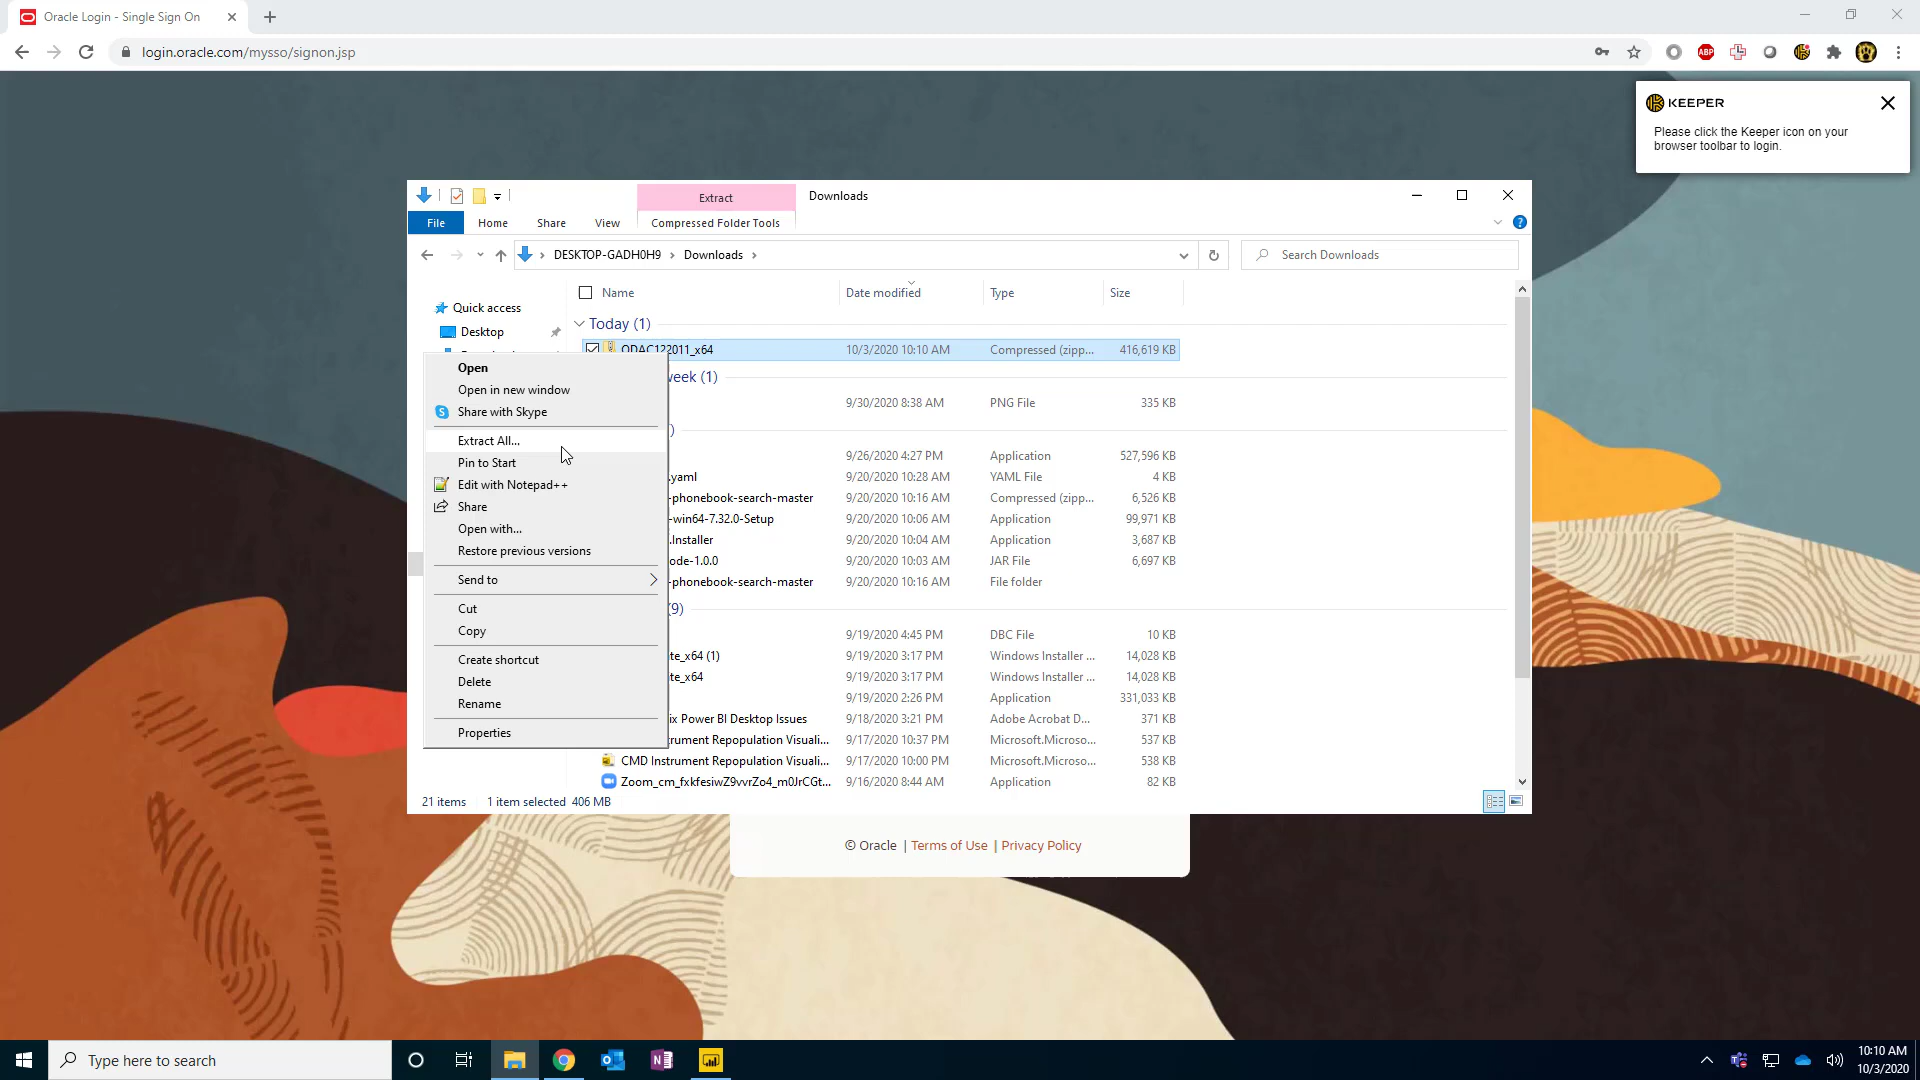 Oracle Login - Single Sign On
login.oracle.com/mysso/signon.jsp
ABP
KEEPER
Please click the Keeper icon on your
browser toolbar to login.
Extract
Downloads
File
Home
Share
View
Compressed Folder Tools
DESKTOP-GADH0H9
Downloads
Search Downloads
Quick access
Desktop
Name
Date modified
Type
Size
Today (1)
ODAC122011_x64 10/3/2020 10:10 AM Compressed (zipp... 416,619 KB
week (1)
9/30/2020 8:38 AM PNG File 335 KB
9/26/2020 4:27 PM Application 527,596 KB
.yaml 9/20/2020 10:28 AM YAML File 4 KB
-phonebook-search-master 9/20/2020 10:16 AM Compressed (zipp... 6,526 KB
-win64-7.32.0-Setup 9/20/2020 10:06 AM Application 99,971 KB
.Installer 9/20/2020 10:04 AM Application 3,687 KB
ode-1.0.0 9/20/2020 10:03 AM JAR File 6,697 KB
-phonebook-search-master 9/20/2020 10:16 AM File folder
(9)
9/19/2020 4:45 PM DBC File 10 KB
te_x64 (1) 9/19/2020 3:17 PM Windows Installer ... 14,028 KB
te_x64 9/19/2020 3:17 PM Windows Installer ... 14,028 KB
9/19/2020 2:26 PM Application 331,033 KB
ix Power BI Desktop Issues 9/18/2020 3:21 PM Adobe Acrobat D... 371 KB
trument Repopulation Visuali... 9/17/2020 10:37 PM Microsoft.Microso... 537 KB
CMD Instrument Repopulation Visuali... 9/17/2020 10:00 PM Microsoft.Microso... 538 KB
Zoom_cm_fxkfesiwZ9vvrZo4_m0JrCGt... 9/16/2020 8:44 AM Application 82 KB
Open
Open in new window
Share with Skype
Extract All...
Pin to Start
Edit with Notepad++
Share
Open with...
Restore previous versions
Send to
Cut
Copy
Create shortcut
Delete
Rename
Properties
21 items
1 item selected 406 MB
© Oracle | Terms of Use | Privacy Policy
Type here to search
10:10 AM
10/3/2020